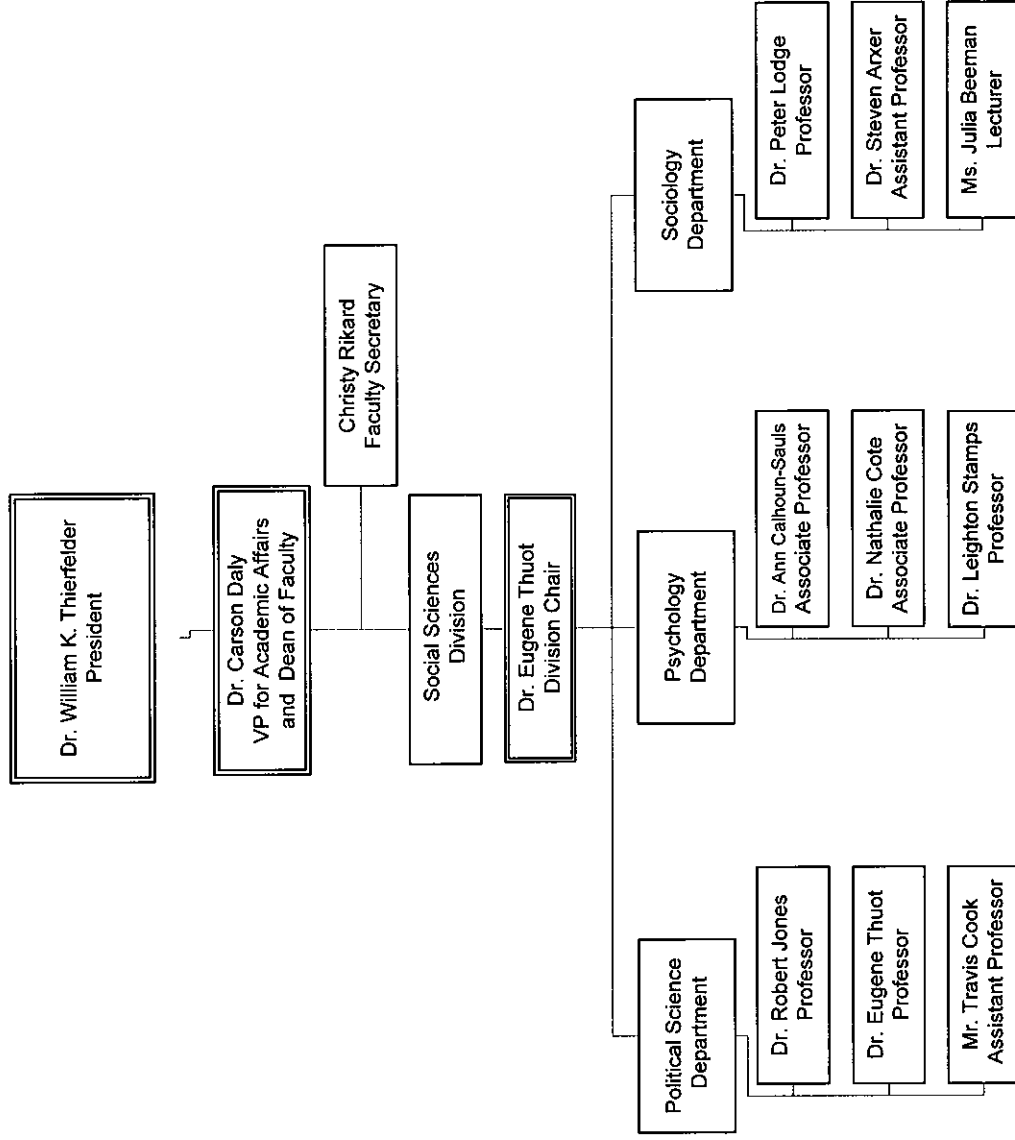 Dr. William K. Thierfelder
President
Dr. Carson Daly
VP for Academic Affairs
and Dean of Faculty
Christy Rikard
Faculty Secretary
Social Sciences
Division
Dr. Eugene Thuot
Division Chair
Political Science
Department
Dr. Robert Jones
Professor
Dr. Eugene Thuot
Professor
Mr. Travis Cook
Assistant Professor
Psychology
Department
Dr. Ann Calhoun-Sauls
Associate Professor
Dr. Nathalie Cote
Associate Professor
Dr. Leighton Stamps
Professor
Sociology
Department
Dr. Peter Lodge
Professor
Dr. Steven Arxer
Assistant Professor
Ms. Julia Beeman
Lecturer